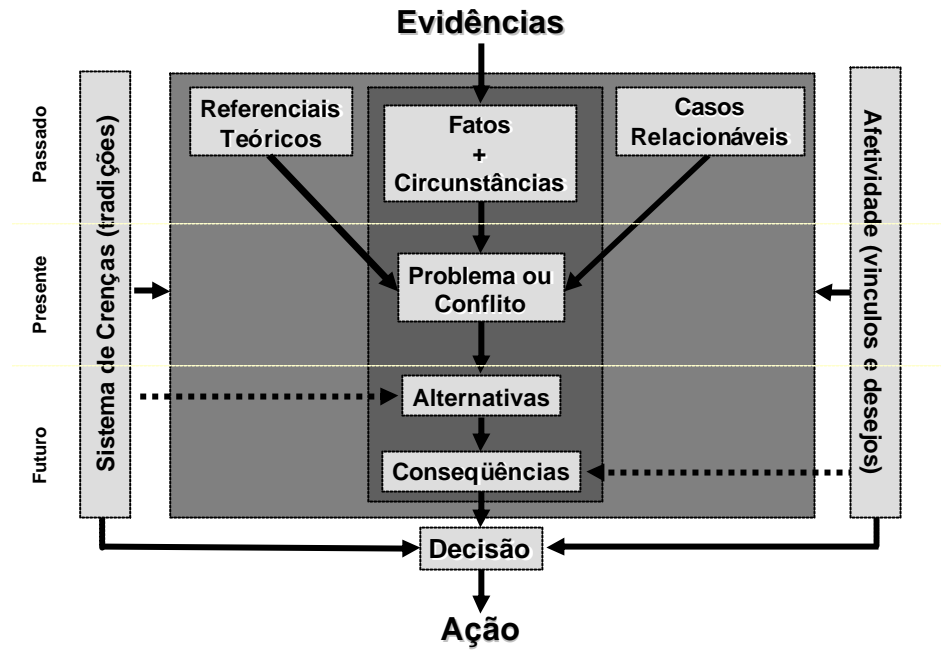 Evidências
Passado
Presente
Futuro
Sistema de Crenças (tradições)
Referenciais
Teóricos
Fatos
+
Circunstâncias
Casos
Relacionáveis
Problema ou
Conflito
Alternativas
Conseqüências
Afetividade (vinculos e desejos)
Decisão
Ação